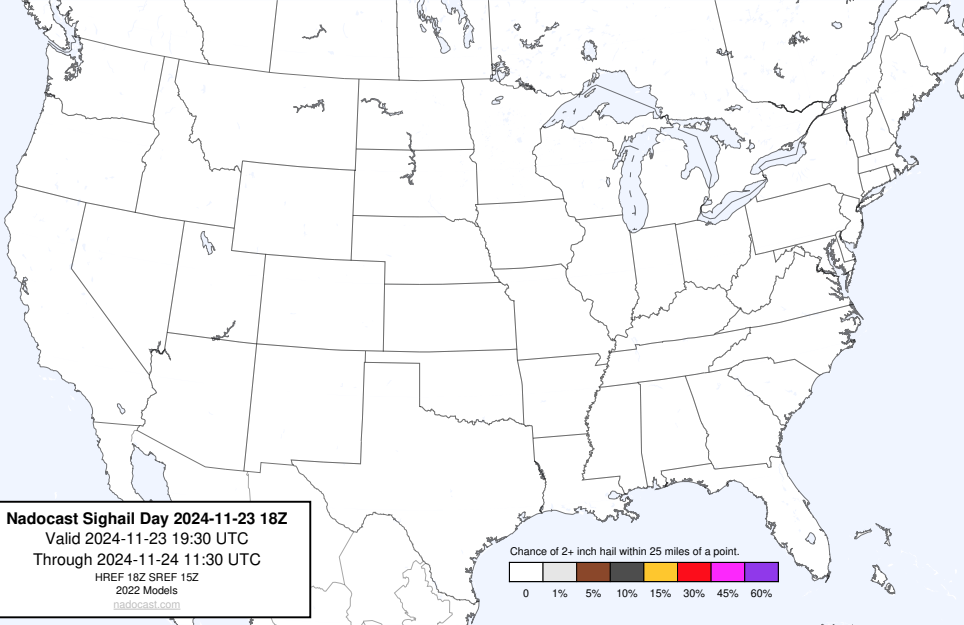 Nadocast Sighail Day 2024-11-23 18Z
Valid 2024-11-23 19:30 UTC
Through 2024-11-24 11:30 UTC
HREF 18Z SREF 15Z
2022 Models
nadocast.com
Chance of 2+ inch hail within 25 miles of a point.
0 1% 5% 10% 15% 30% 45% 60%